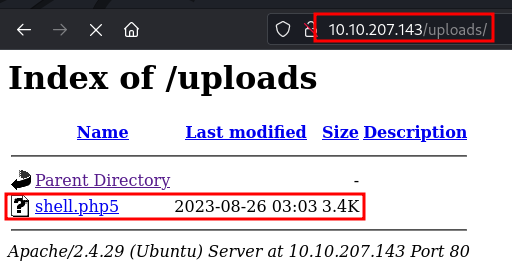 10.10.207.143/uploads/
Index of /uploads
Name Last modified Size Description
Parent Directory -
shell.php5 2023-08-26 03:03 3.4K
Apache/2.4.29 (Ubuntu) Server at 10.10.207.143 Port 80